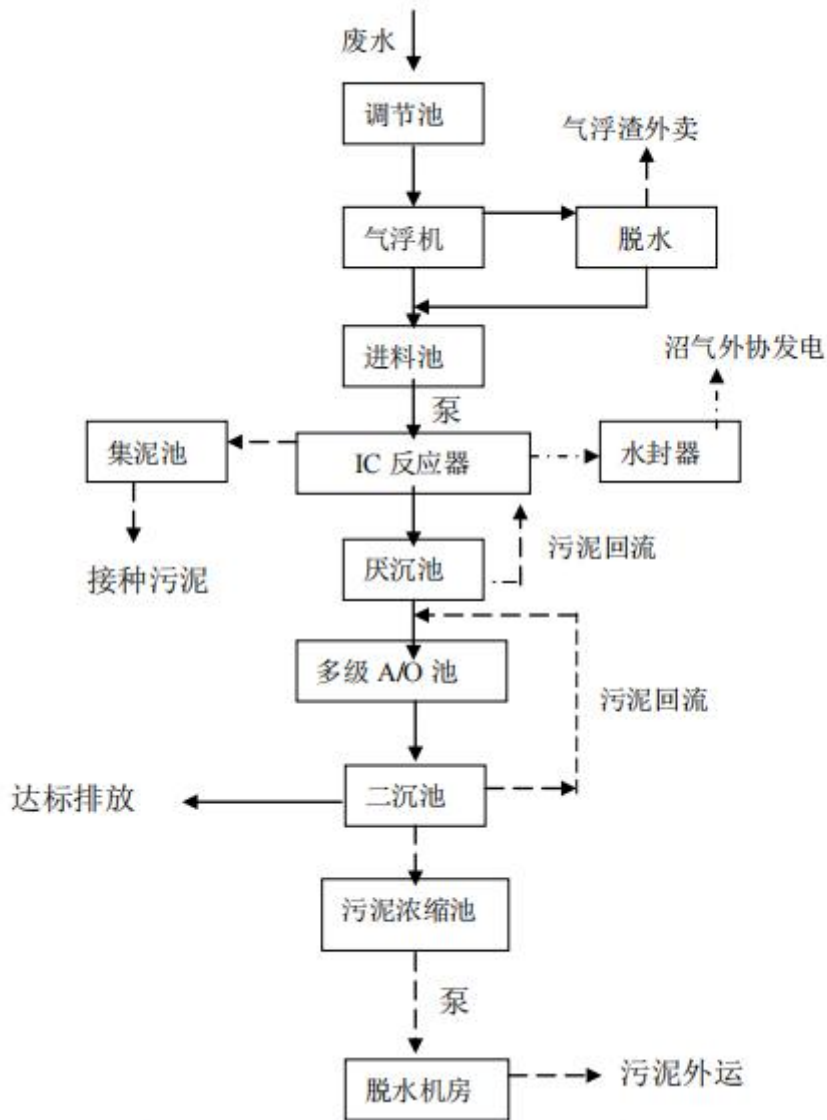 废水
调节池
气浮渣外卖
气浮机
脱水
进料池
沼气外协发电
泵
集泥池
IC 反应器
水封器
接种污泥
厌沉池
污泥回流
多级 A/O 池
污泥回流
达标排放
二沉池
污泥浓缩池
泵
脱水机房
污泥外运